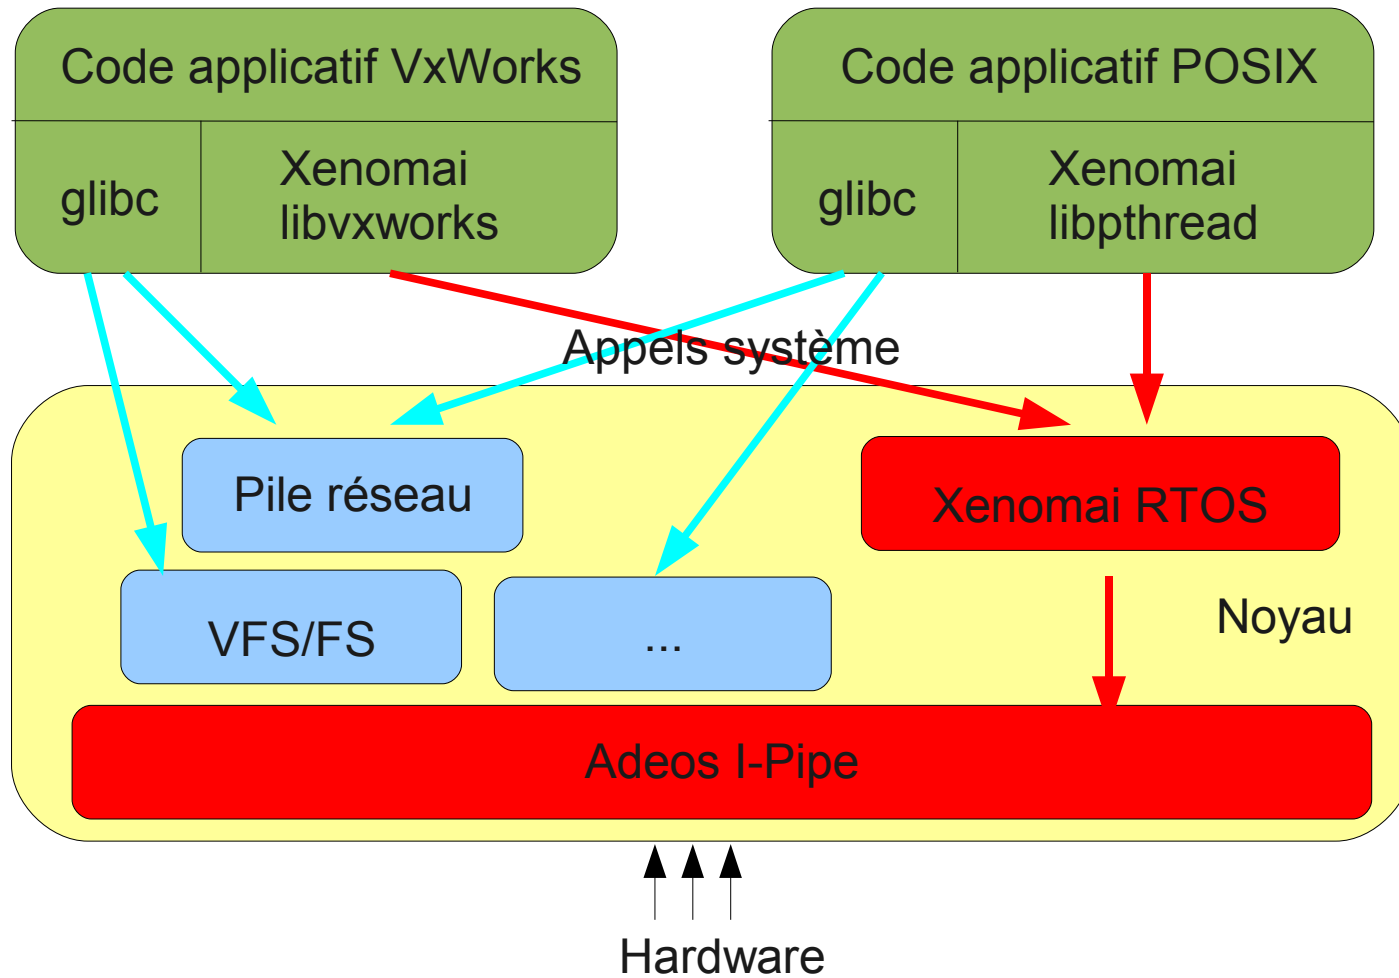 Code applicatif VxWorks
glibc
Xenomai
libvxworks
Code applicatif POSIX
glibc
Xenomai
libpthread
Appels système
Pile réseau
Xenomai RTOS
VFS/FS
...
Noyau
Adeos I-Pipe
Hardware